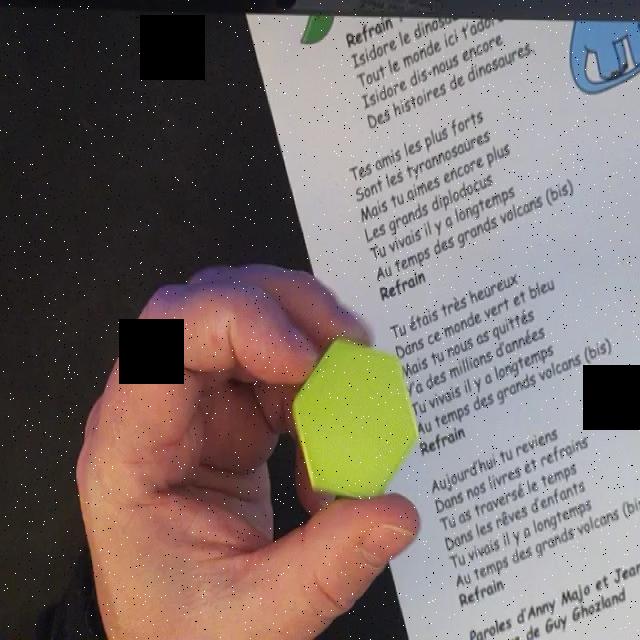 Refrain
Isidore le dinosa
Tout le monde ici t'ador
Isidore dis-nous encore
Des histoires de dinosaures.
Tes amis les plus forts
Sont les tyrannosaures
Mais tu aimes encore plus
Les grands diplodocus
Tu vivais il y a longtemps
Au temps des grands volcans (bis)
Refrain
Tu étais très heureux
Dans ce monde vert et bleu
Mais tu nous as quittés
Y'a des millions d'années
Tu vivais il y a longtemps
Au temps des grands volcans (bis)
Refrain
Aujourd'hui tu reviens
Dans nos livres et refrains
Tu as traversé le temps
Dans les rêves d'enfants
Tu vivais il y a longtemps
Au temps des grands volcans (bis
Refrain
Paroles d'Anny Majo et Jean
de Guy Ghozland